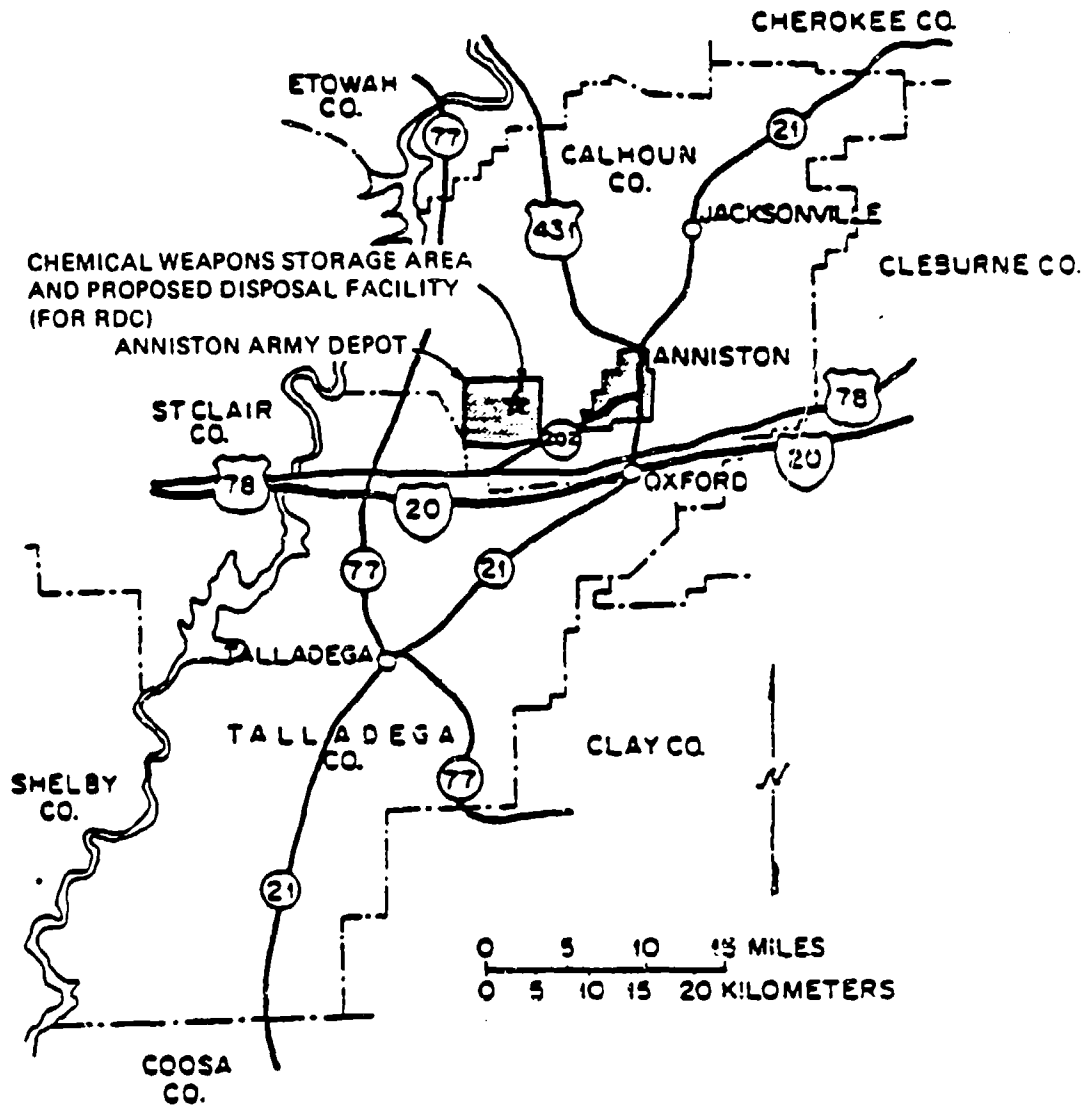 CHEROKEE CO.
ETOWAH
CO.
77
21
CALHOUN
CO.
JACKSONVILLE
431
CLEBURNE CO.
CHEMICAL WEAPONS STORAGE AREA
AND PROPOSED DISPOSAL FACILITY
(FOR RDC)
ANNISTON ARMY DEPOT
ANNISTON
ST CLAIR
CO.
78
202
20
OXFORD
78
20
77
21
TALLADEGA
TALLADEGA
CO.
CLAY CO.
77
SHELBY
CO.
N
21
0 5 10 15 MILES
0 5 10 15 20 KILOMETERS
COOSA
CO.